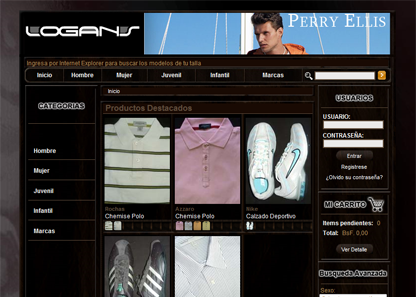 LOGANS
PERRY ELLIS
Ingresa por Internet Explorer para buscar los modelos de tu talla
Inicio Hombre Mujer Juvenil Infantil Marcas
CATEGORIAS
Hombre
Mujer
Juvenil
Infantil
Marcas
Inicio
Productos Destacados
Rochas
Chemise Polo
Azzaro
Chemise Polo
Nike
Calzado Deportivo
USUARIOS
USUARIO:
CONTRASEÑA:
Entrar
Registrese
¿Olvido su contraseña?
MI CARRITO
Items pendientes: 0
Total: BsF. 0,00
Ver Detalle
Busqueda Avanzada
Sexo